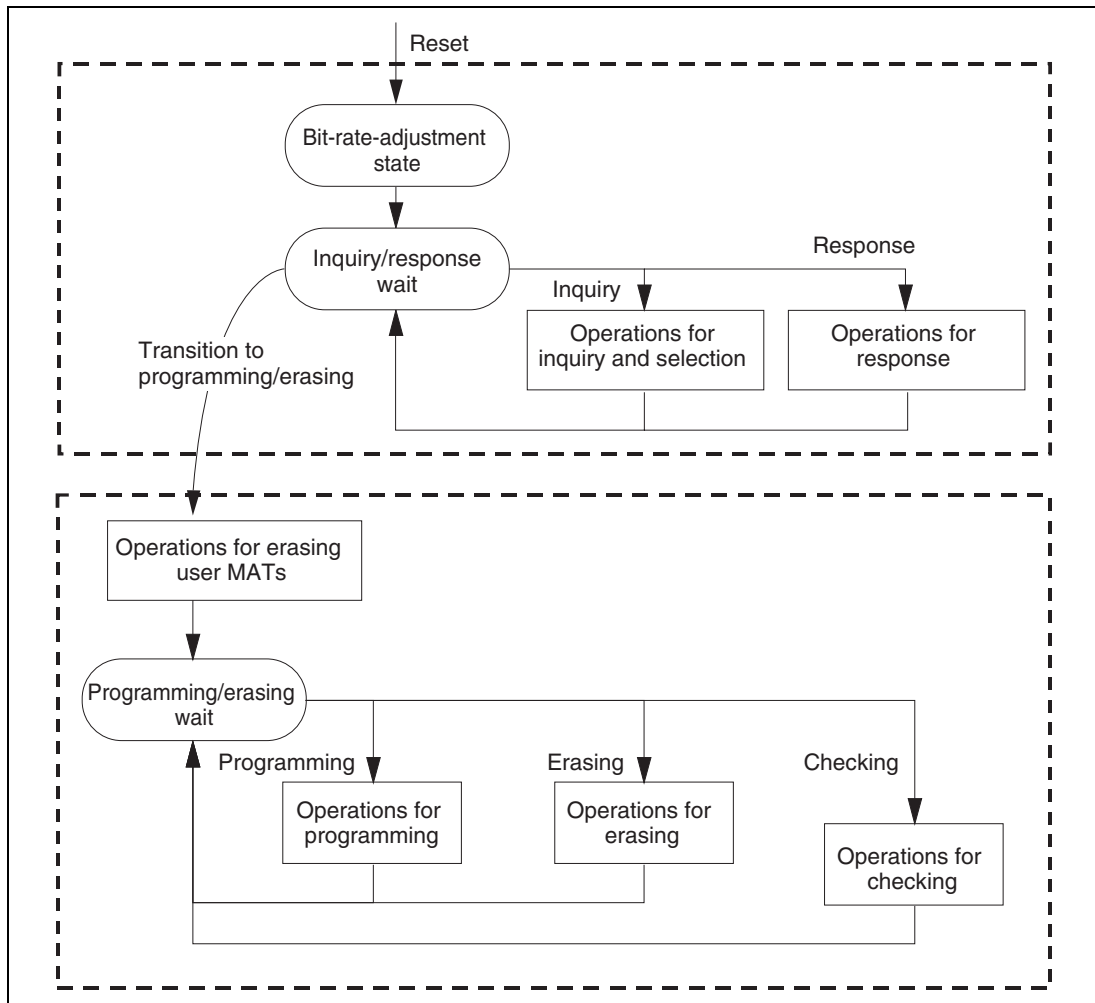 Reset
Bit-rate-adjustment
state
Inquiry/response
wait
Response
Inquiry
Operations for
inquiry and selection
Operations for
response
Transition to
programming/erasing
Operations for erasing
user MATs
Programming/erasing
wait
Programming
Erasing
Checking
Operations for
programming
Operations for
erasing
Operations for
checking